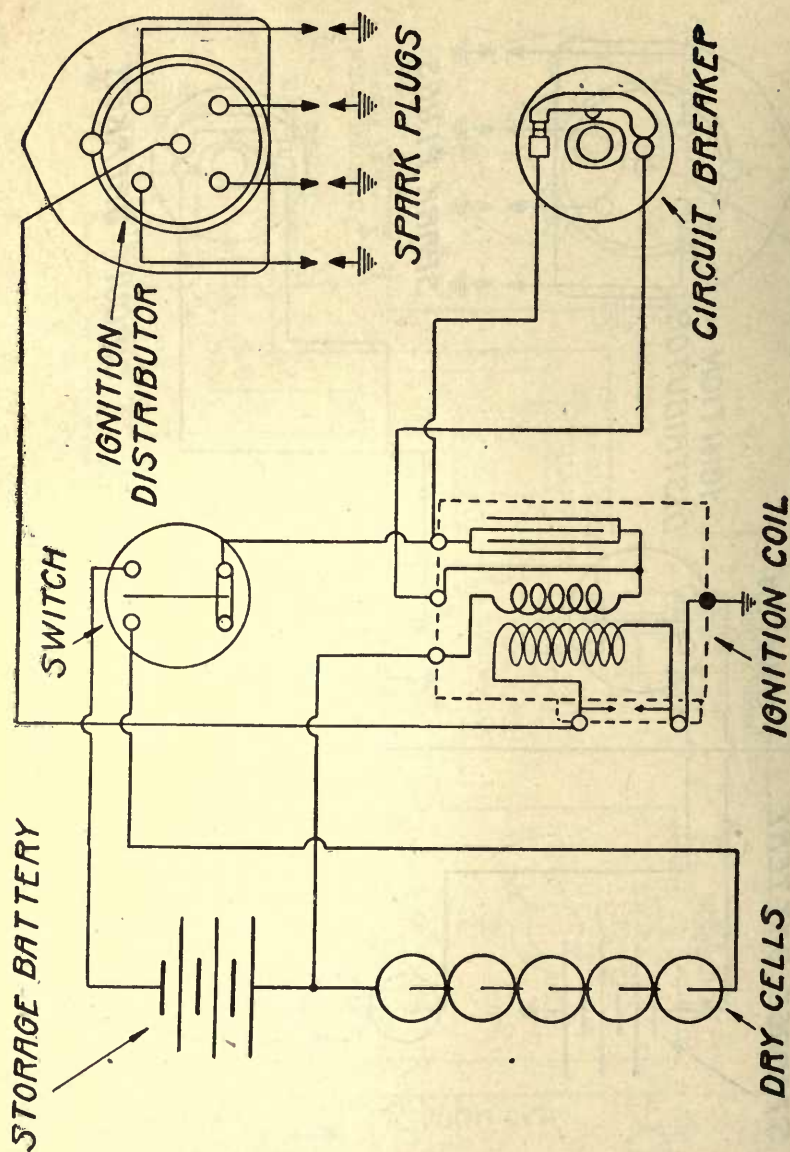 STORAGE BATTERY
SWITCH
IGNITION
DISTRIBUTOR
SPARK PLUGS
DRY CELLS
IGNITION COIL
CIRCUIT BREAKER